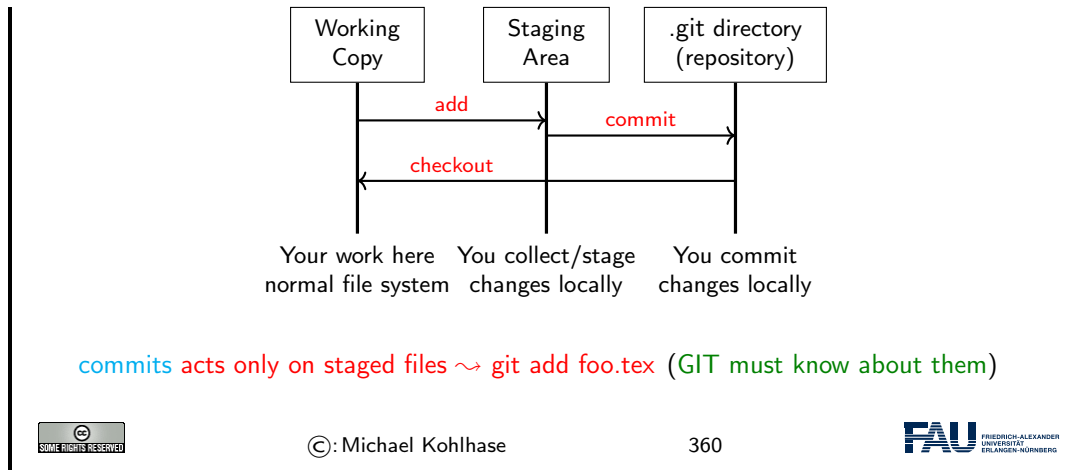 Working Copy
Staging Area
.git directory (repository)
add
commit
checkout
Your work here
normal file system
You collect/stage
changes locally
You commit
changes locally
commits acts only on staged files ⤳ git add foo.tex (GIT must know about them)
SOME RIGHTS RESERVED
©: Michael Kohlhase
360
FAU
FRIEDRICH-ALEXANDER
UNIVERSITÄT
ERLANGEN-NÜRNBERG